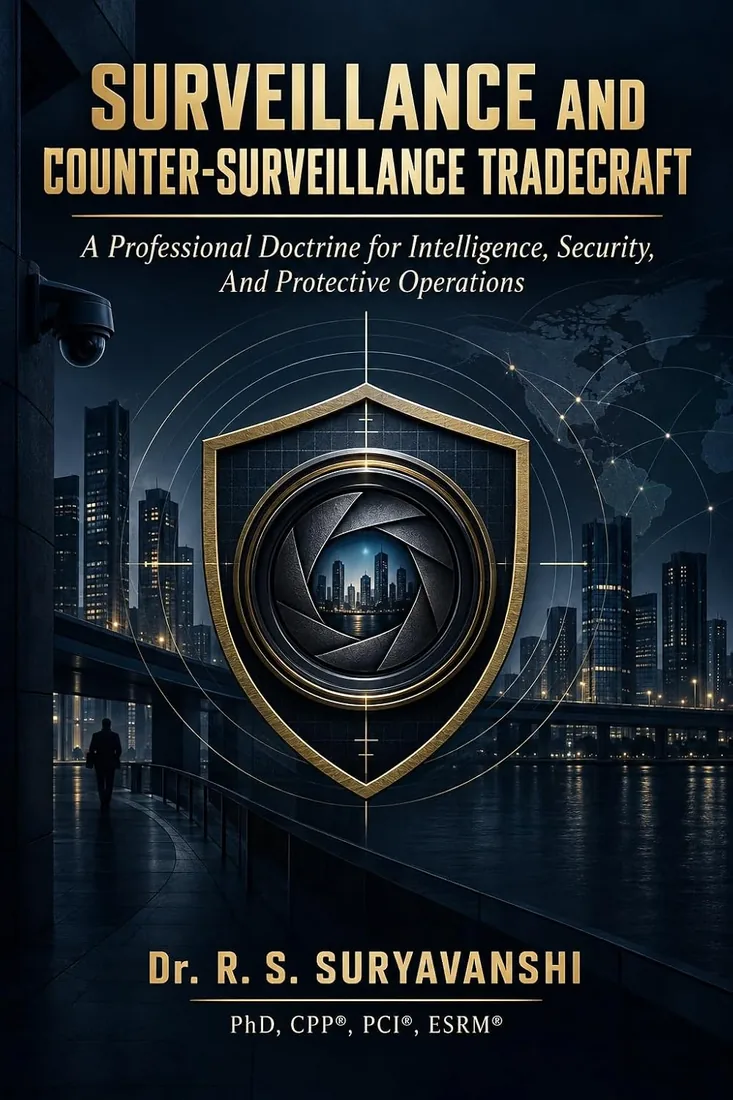 SURVEILLANCE AND
COUNTER-SURVEILLANCE TRADECRAFT
A Professional Doctrine for Intelligence, Security,
And Protective Operations
Dr. R. S. SURYAVANSHI
PhD, CPP®, PCI®, ESRM®